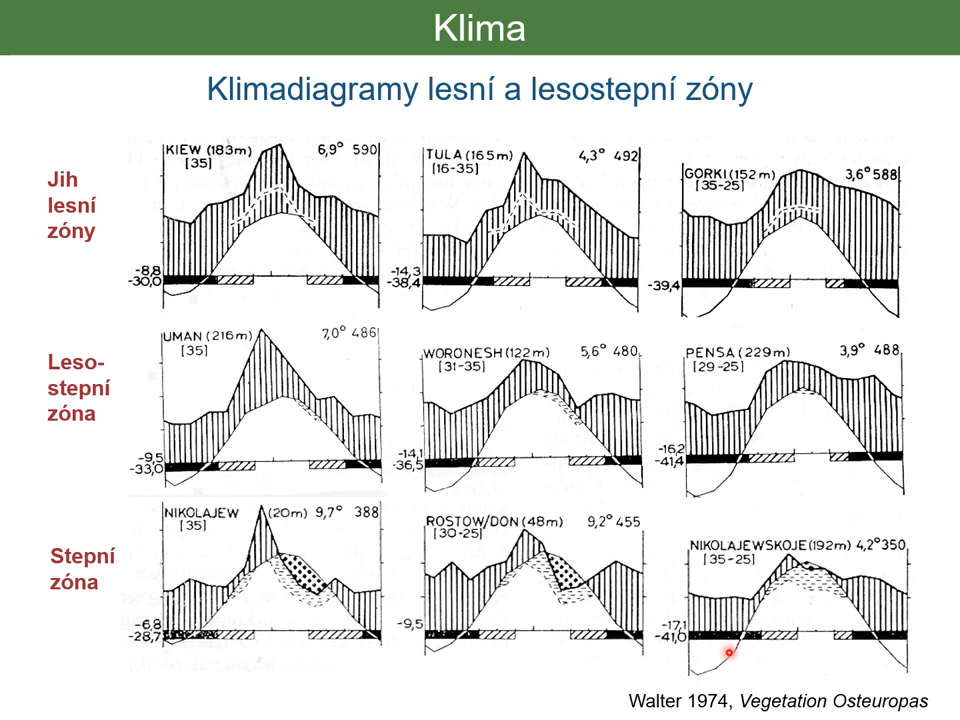 Klima
Klimadiagramy lesní a lesostepní zóny
Jih
lesní
zóny
KIEW (183m) 6,9° 590
[35]
-8,8
-30,0
TULA (165m) 4,3° 492
[16-35]
-14,3
-38,4
GORKI (152m) 3,6° 588
[35-25]
-39,4
Leso-
stepní
zóna
UMAN (216m) 7,0° 486
[35]
-9,5
-33,0
WORONESH (122m) 5,6° 480
[31-35]
-14,1
-36,5
PENSA (229m) 3,9° 488
[29-25]
-16,2
-41,4
Stepní
zóna
NIKOLAJEW (20m) 9,7° 388
[35]
-6,8
-28,7
ROSTOW/DON (48m) 9,2° 455
[30-25]
-9,5
NIKOLAJEWSKOJE (192m) 4,2° 350
[35-25]
-17,1
-41,0
Walter 1974, Vegetation Osteuropas